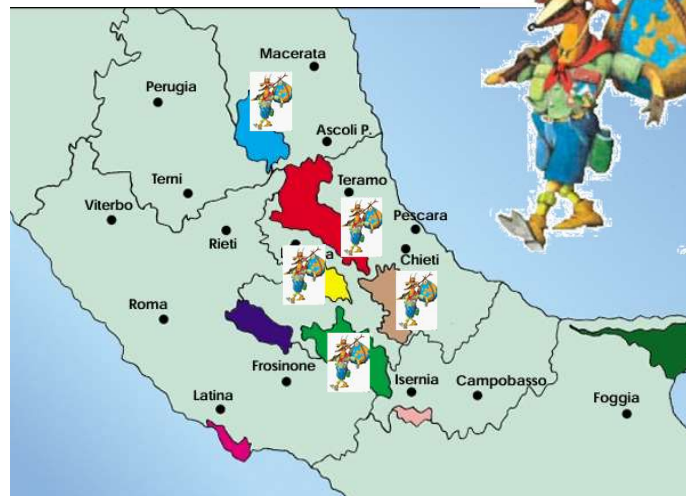 Macerata
Perugia
Ascoli P.
Terni
Teramo
Viterbo
Rieti
Pescara
Chieti
Roma
Frosinone
Isernia
Campobasso
Latina
Foggia